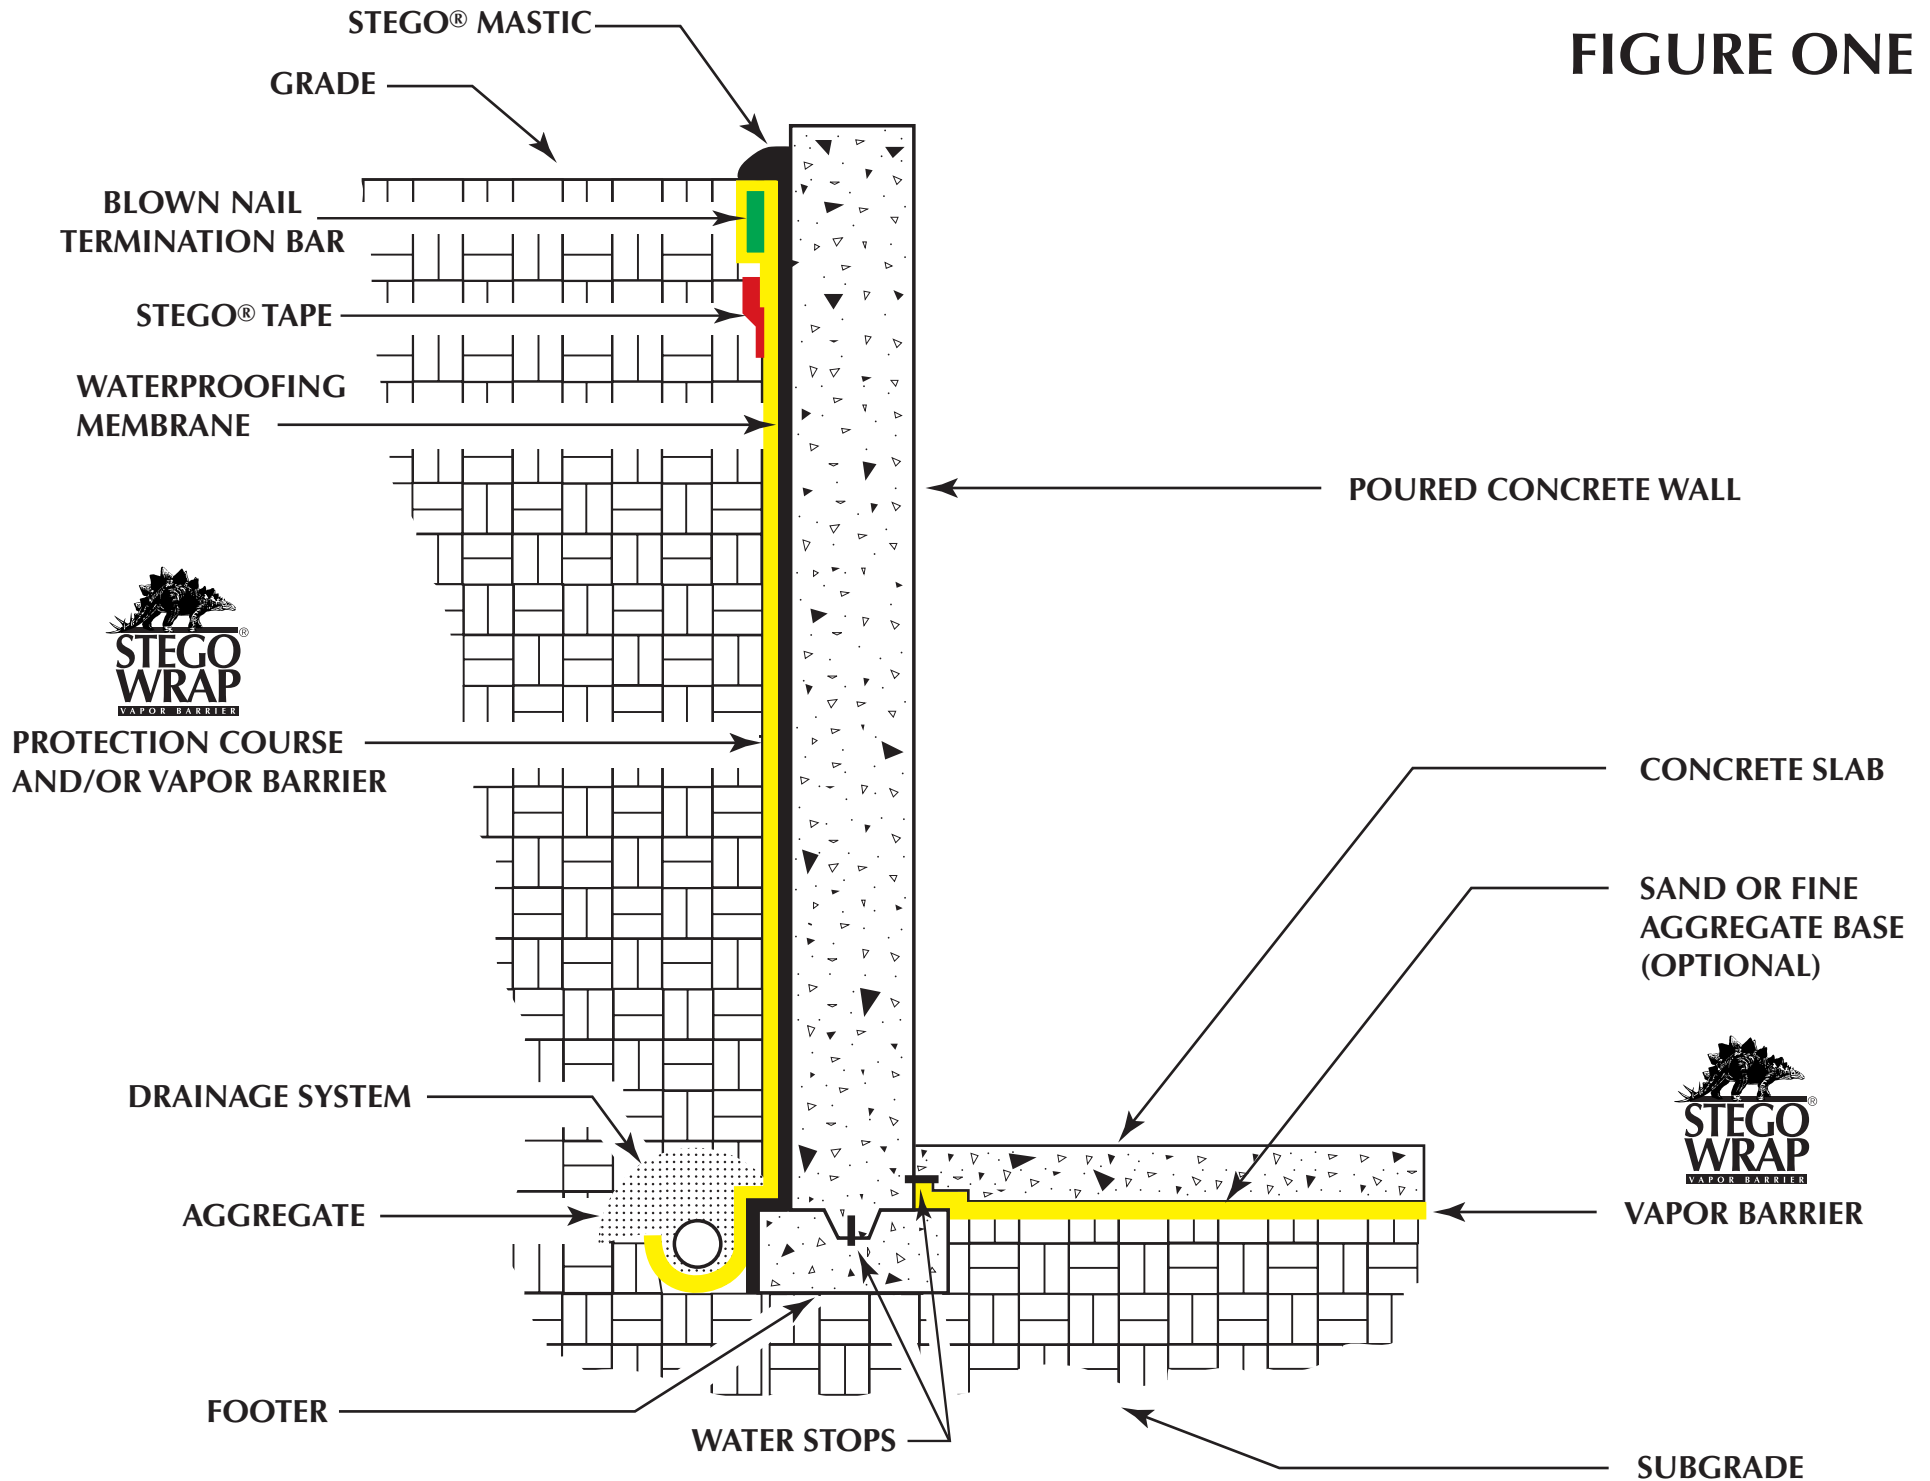 STEGO® MASTIC
FIGURE ONE
GRADE
BLOWN NAIL
TERMINATION BAR
STEGO® TAPE
WATERPROOFING
MEMBRANE
POURED CONCRETE WALL
STEGO®
WRAP
VAPOR BARRIER
PROTECTION COURSE
AND/OR VAPOR BARRIER
CONCRETE SLAB
SAND OR FINE
AGGREGATE BASE
(OPTIONAL)
DRAINAGE SYSTEM
STEGO®
WRAP
VAPOR BARRIER
AGGREGATE
VAPOR BARRIER
FOOTER
WATER STOPS
SUBGRADE